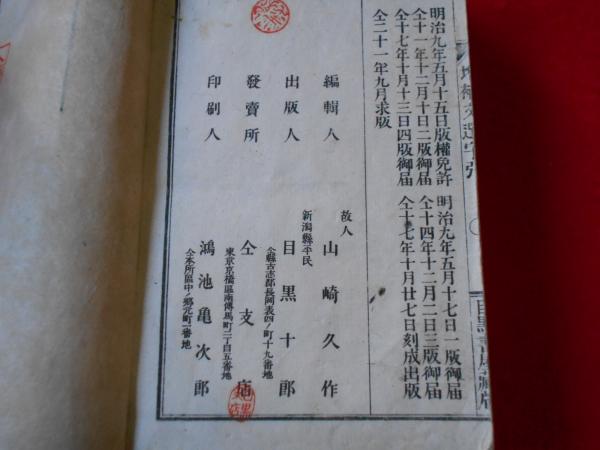 明治九年五月十五日版權免許
明治九年五月十七日一版御届
仝十一年十二月十日二版御届
仝十四年十二月二日三版御届
仝十七年十月十三日四版御届
仝十七年十月廿七日刻成出版
仝二十一年九月求版
編輯人
故人
山崎久作
出版人
新潟縣平民
目黒十郎
仝縣古志郡長岡表四ノ町十九番地
發賣所
仝支店
東京京橋區南傳馬町二丁目五番地
印刷人
鴻池亀次郎
仝本所區中ノ郷元町一番地